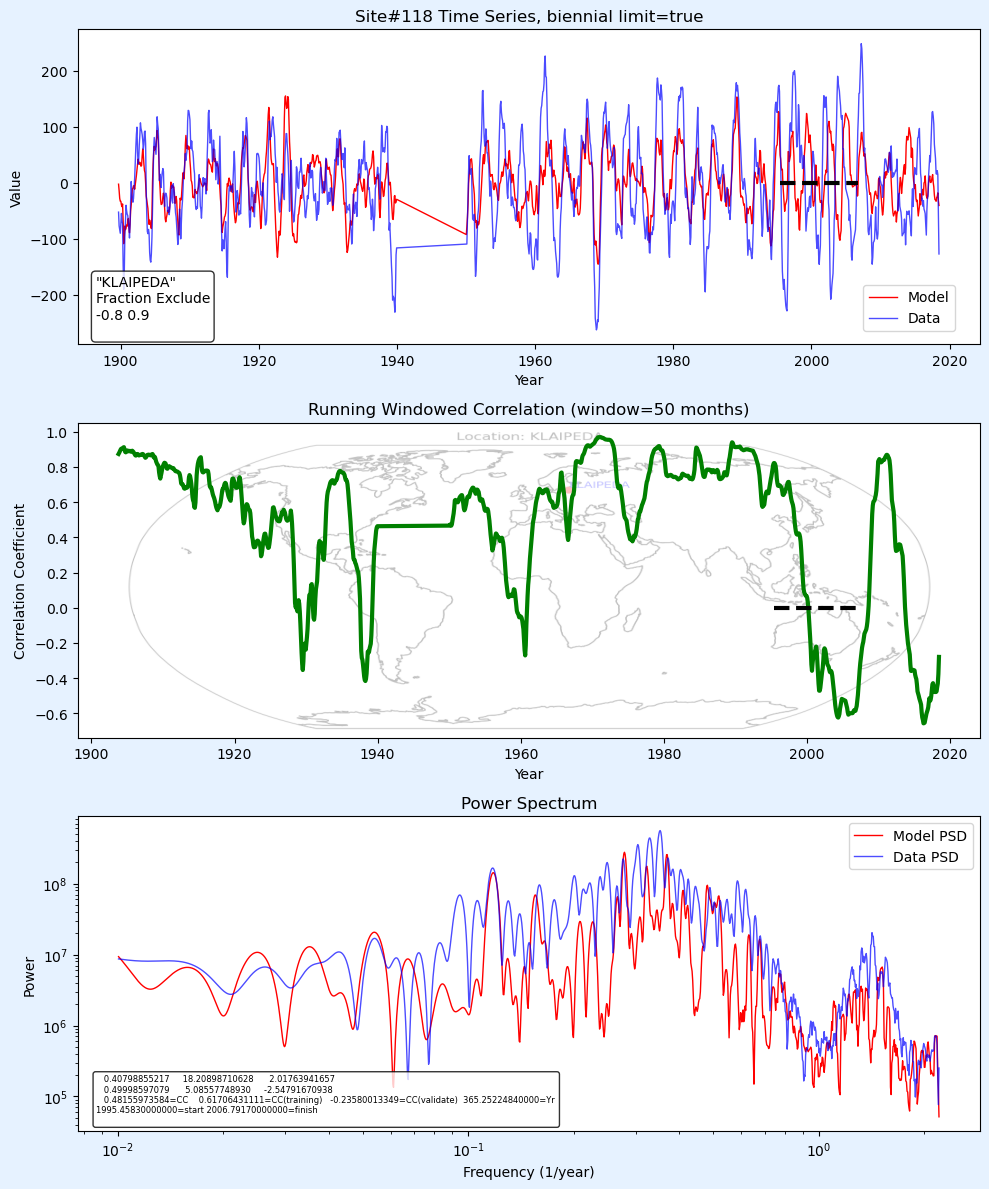 Site#118 Time Series, biennial limit=true
Value
200
100
0
−100
−200
"KLAIPEDA"
Fraction Exclude
-0.8 0.9
Model
Data
1900 1920 1940 1960 1980 2000 2020
Year
Running Windowed Correlation (window=50 months)
Correlation Coefficient
1.0
0.8
0.6
0.4
0.2
0.0
−0.2
−0.4
−0.6
Location: KLAIPEDA
KLAIPEDA
1900 1920 1940 1960 1980 2000 2020
Year
Power Spectrum
Power
10⁸
10⁷
10⁶
10⁵
Model PSD
Data PSD
0.40798855217 18.20898710628 2.01763941657
0.49998597079 5.08557748930 -2.54791670938
0.48155973584=CC 0.61706431111=CC(training) -0.23580013349=CC(validate) 365.25224840000=Yr
1995.45830000000=start 2006.79170000000=finish
10⁻² 10⁻¹ 10⁰
Frequency (1/year)